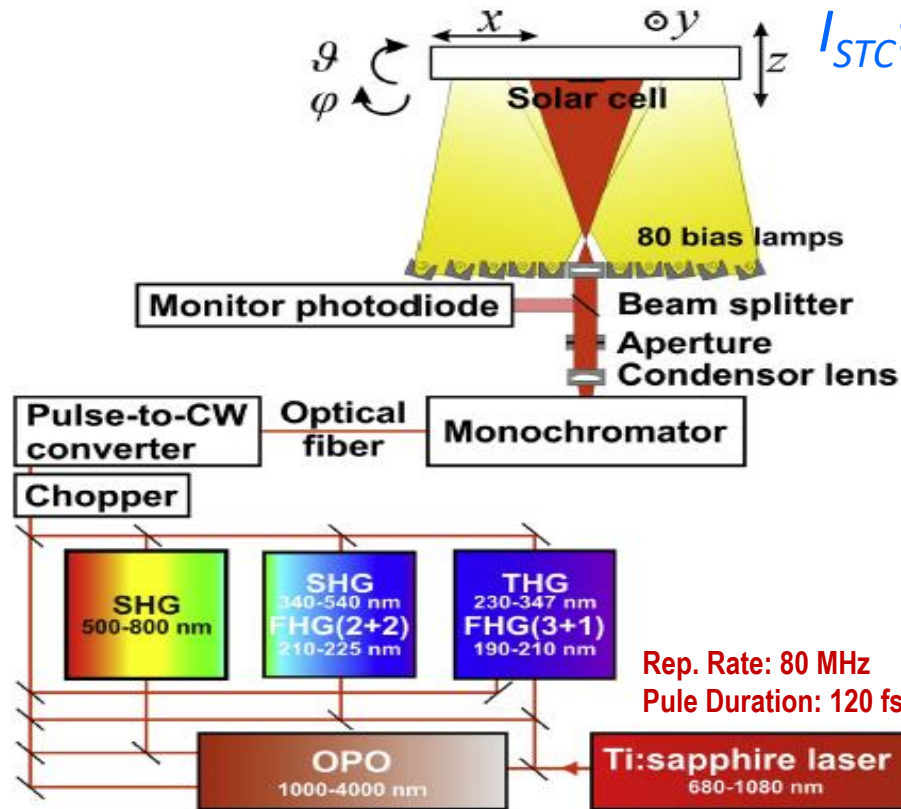 x
y
I_STC
ϑ
φ
z
Solar cell
80 bias lamps
Monitor photodiode
Beam splitter
Aperture
Condensor lens
Pulse-to-CW
converter
Optical
fiber
Monochromator
Chopper
SHG
500-800 nm
SHG
340-540 nm
FHG(2+2)
210-225 nm
THG
230-347 nm
FHG(3+1)
190-210 nm
Rep. Rate: 80 MHz
Pule Duration: 120 fs
OPO
1000-4000 nm
Ti:sapphire laser
680-1080 nm